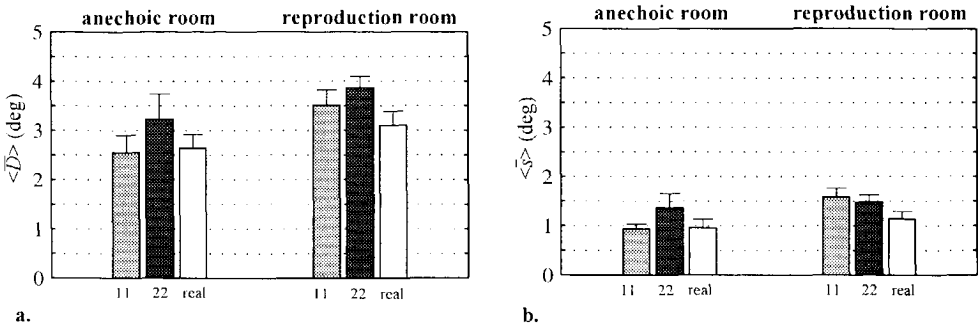 anechoic room reproduction room
5
4
3
2
1
0
<D̅> (deg)
11 22 real 11 22 real
a.
anechoic room reproduction room
5
4
3
2
1
0
<s̅> (deg)
11 22 real 11 22 real
b.